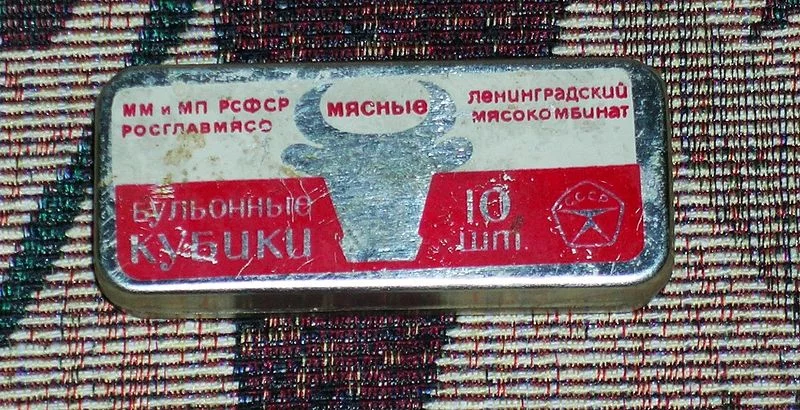 ММ и МП РСФСР
РОСГЛАВМЯСО
МЯСНЫЕ
ЛЕНИНГРАДСКИЙ
МЯСОКОМБИНАТ
БУЛЬОННЫЕ
КУБИКИ
10
шт.
СССР